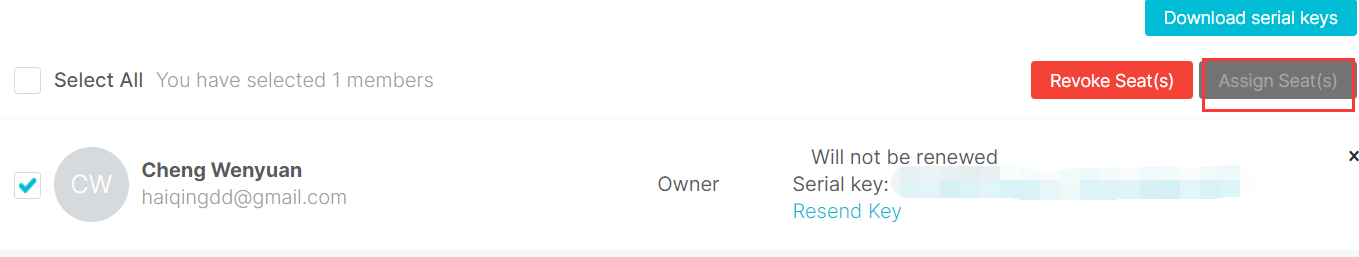 Download serial keys
Select All You have selected 1 members
Revoke Seat(s)
Assign Seat(s)
CW
Cheng Wenyuan
haiqingdd@gmail.com
Owner
Will not be renewed
x
Serial key:
Resend Key